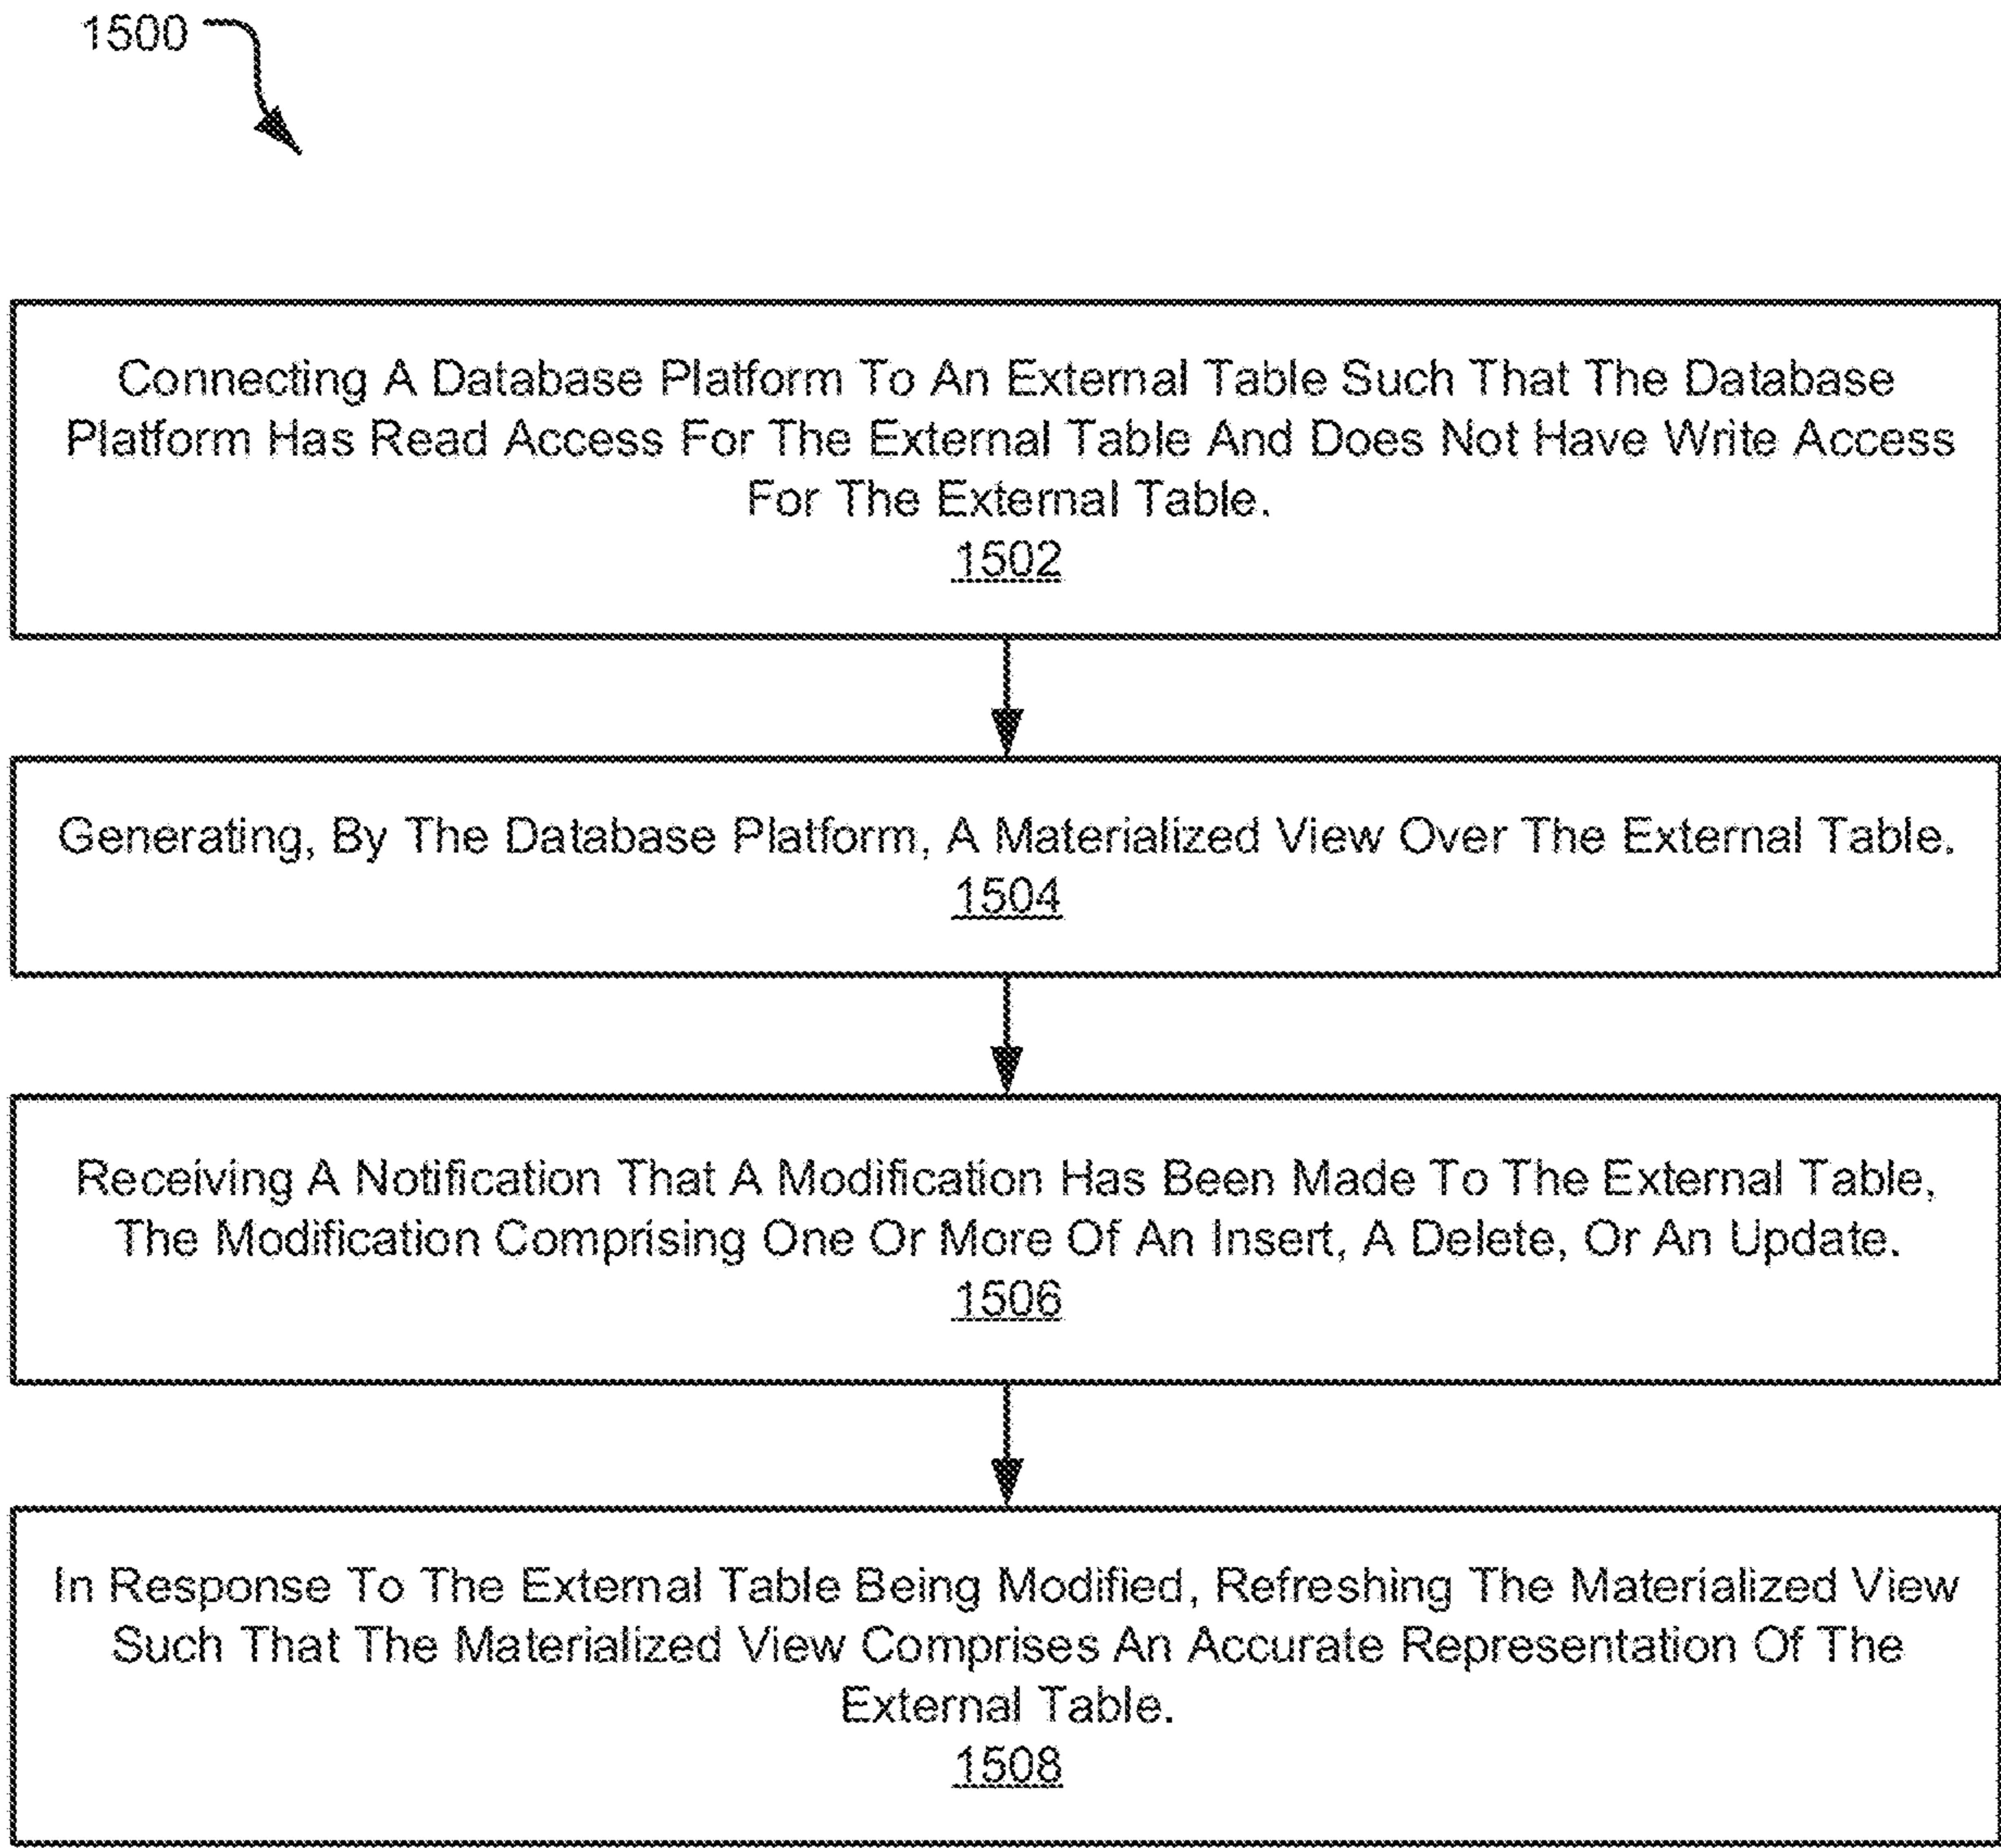 1500
Connecting A Database Platform To An External Table Such That The Database
Platform Has Read Access For The External Table And Does Not Have Write Access
For The External Table.
1502
Generating, By The Database Platform, A Materialized View Over The External Table.
1504
Receiving A Notification That A Modification Has Been Made To The External Table,
The Modification Comprising One Or More Of An Insert, A Delete, Or An Update.
1506
In Response To The External Table Being Modified, Refreshing The Materialized View
Such That The Materialized View Comprises An Accurate Representation Of The
External Table.
1508